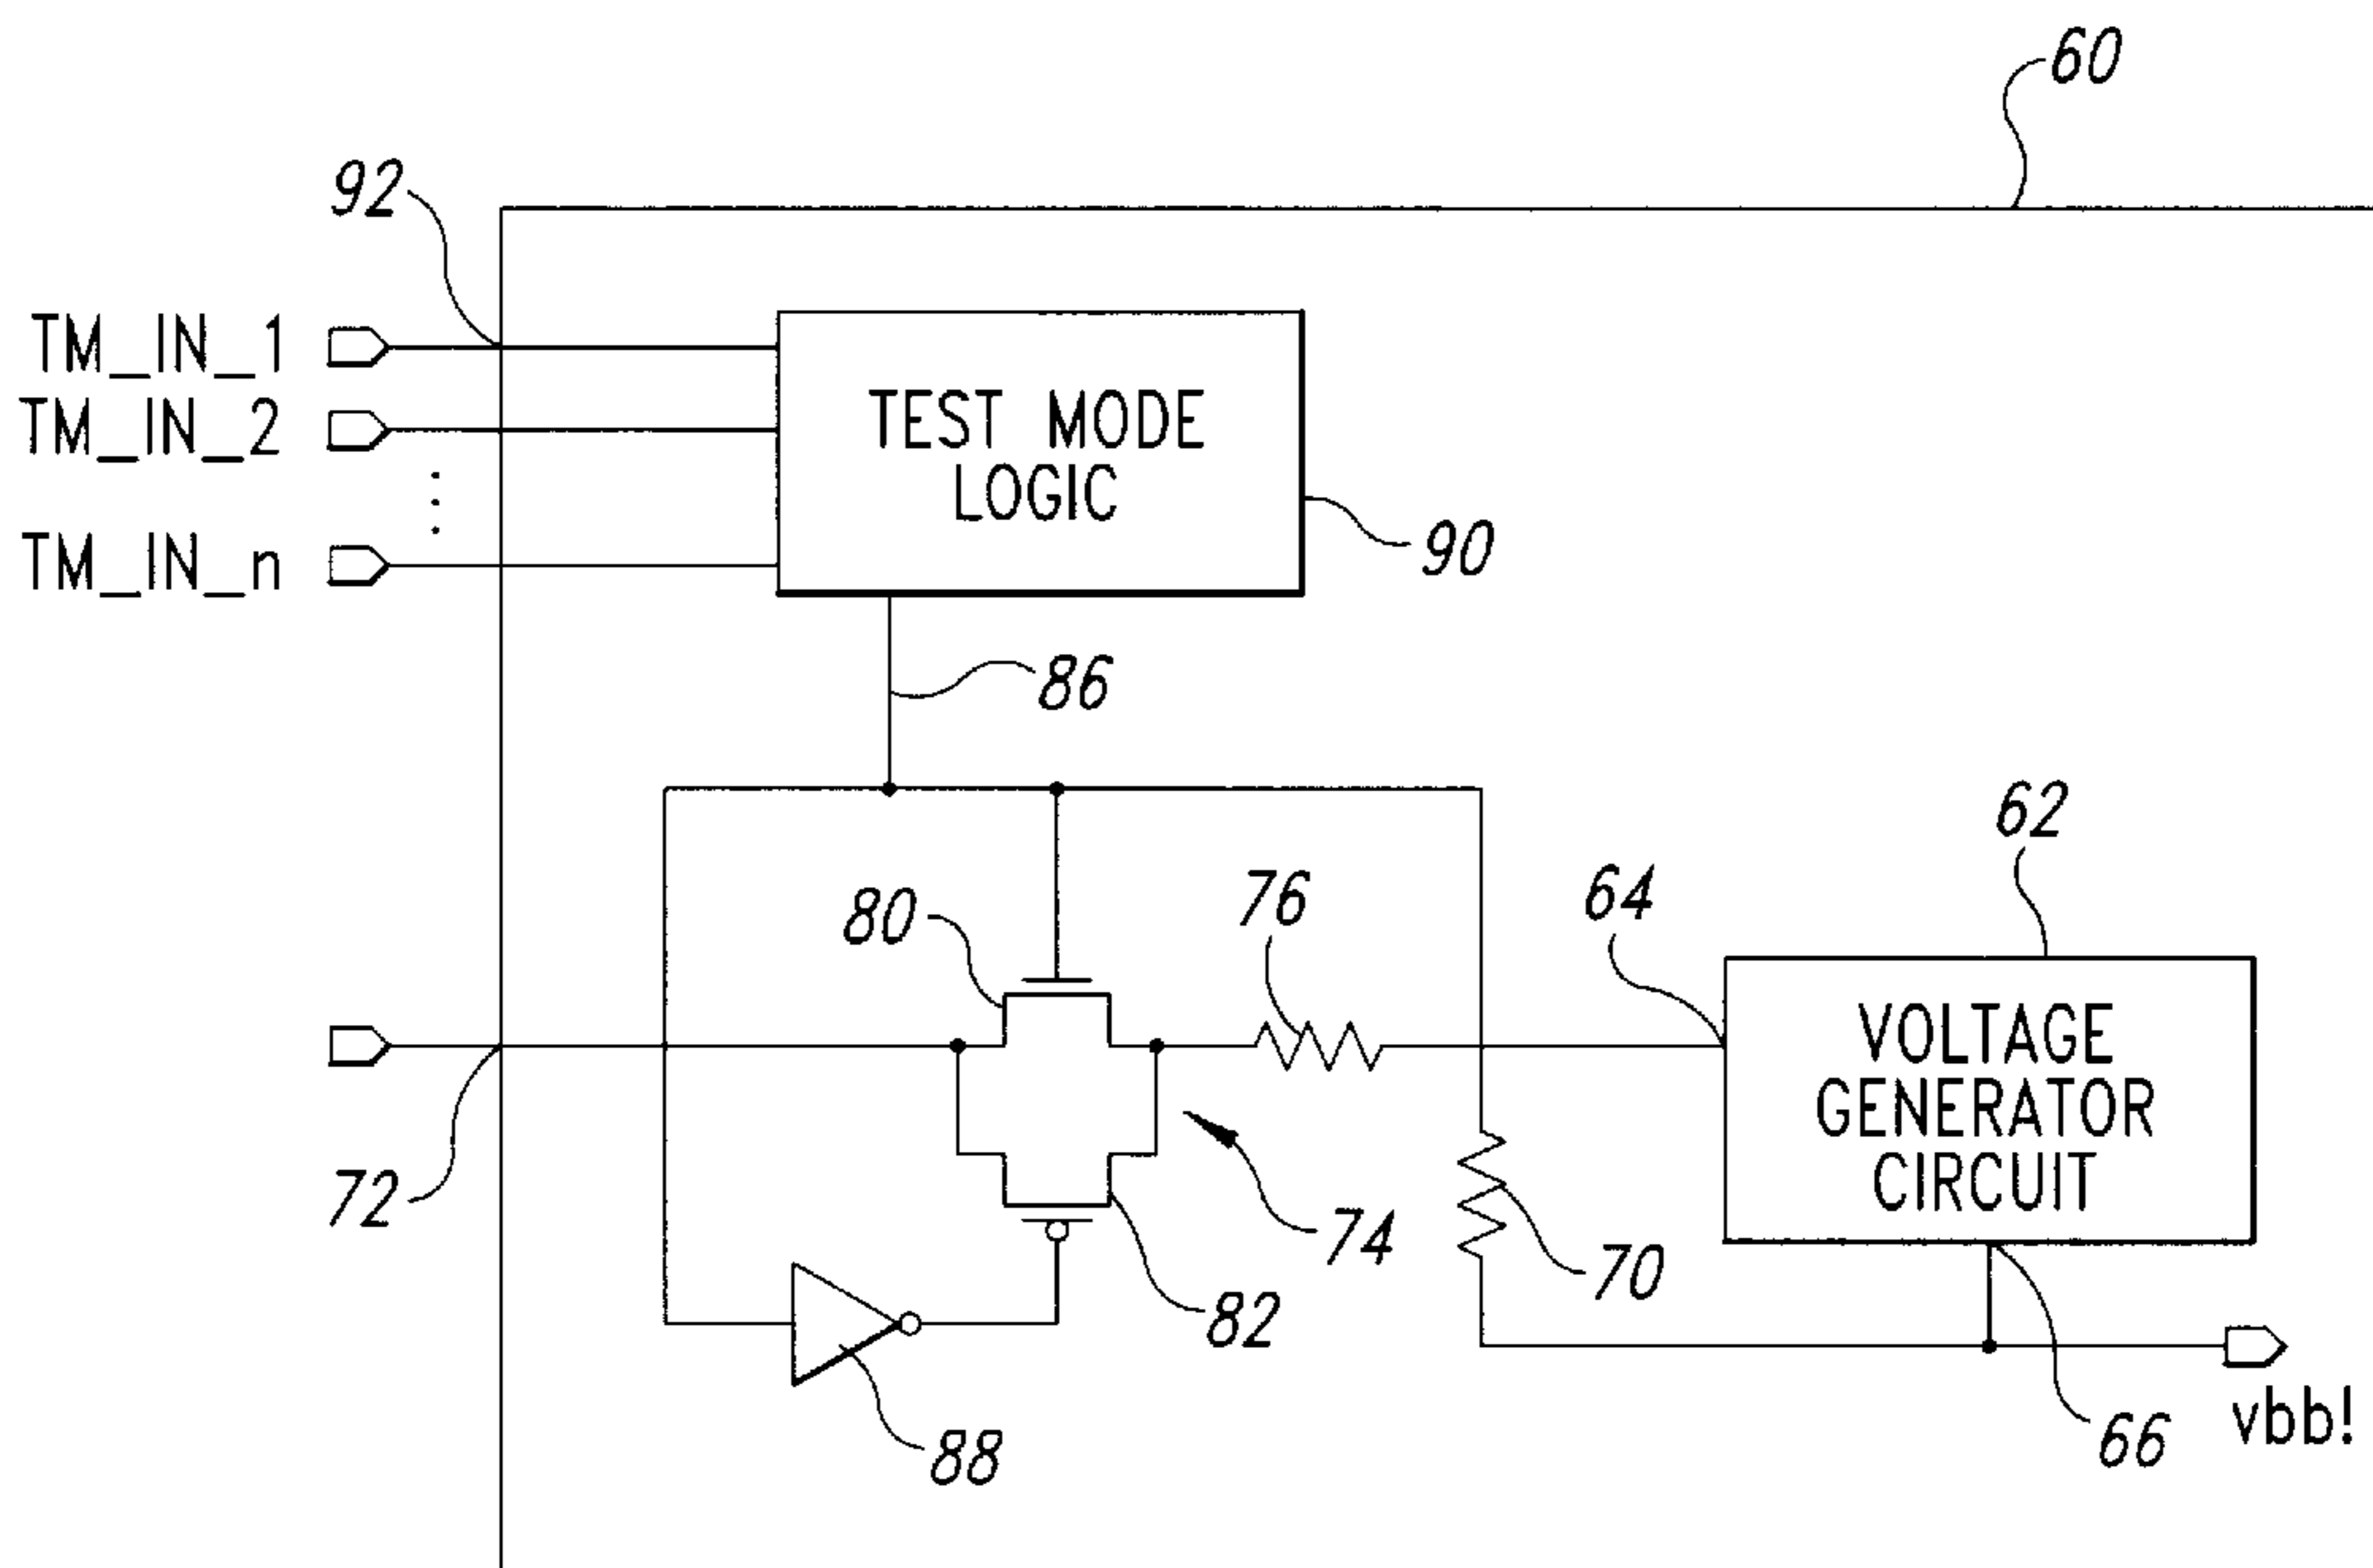 60
92
TM_IN_1
TM_IN_2
TM_IN_n
TEST MODE
LOGIC
90
86
62
64
76
80
VOLTAGE
GENERATOR
CIRCUIT
72
74
70
82
88
66
vbb!